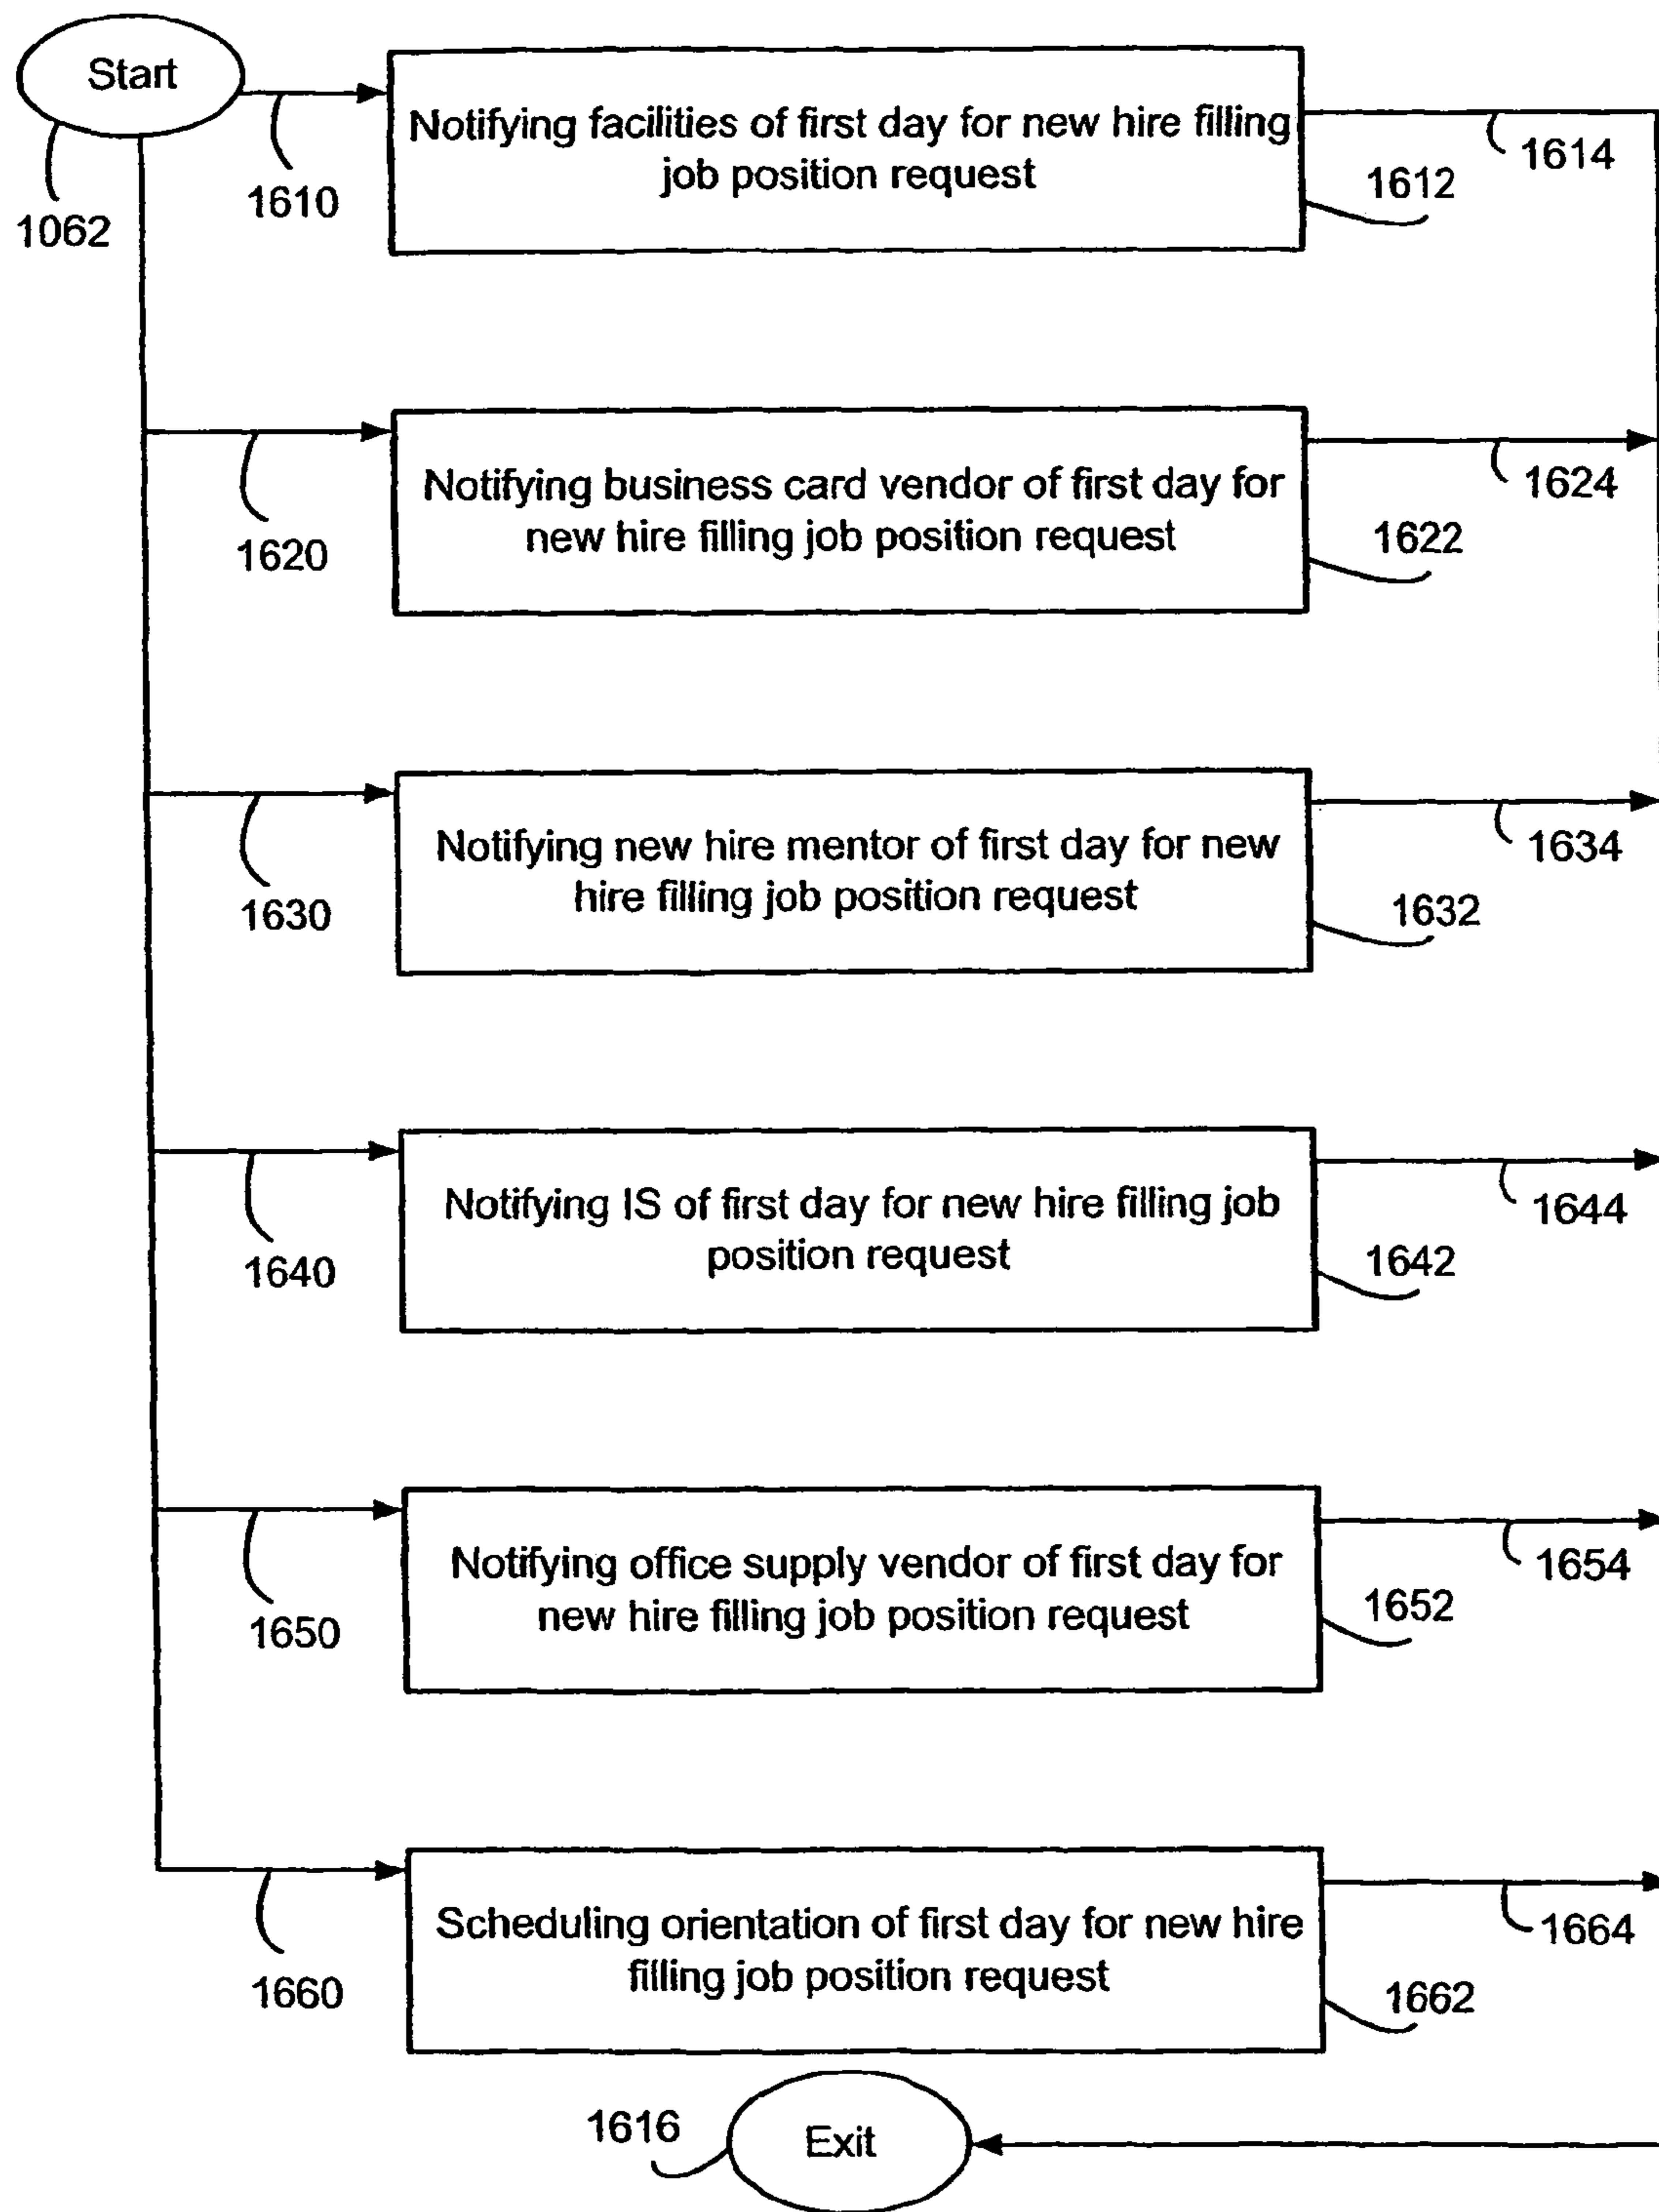 Start
1062
1610
Notifying facilities of first day for new hire filling
job position request
1612
1614
1620
Notifying business card vendor of first day for
new hire filling job position request
1622
1624
1630
Notifying new hire mentor of first day for new
hire filling job position request
1632
1634
1640
Notifying IS of first day for new hire filling job
position request
1642
1644
1650
Notifying office supply vendor of first day for
new hire filling job position request
1652
1654
1660
Scheduling orientation of first day for new hire
filling job position request
1662
1664
1616
Exit